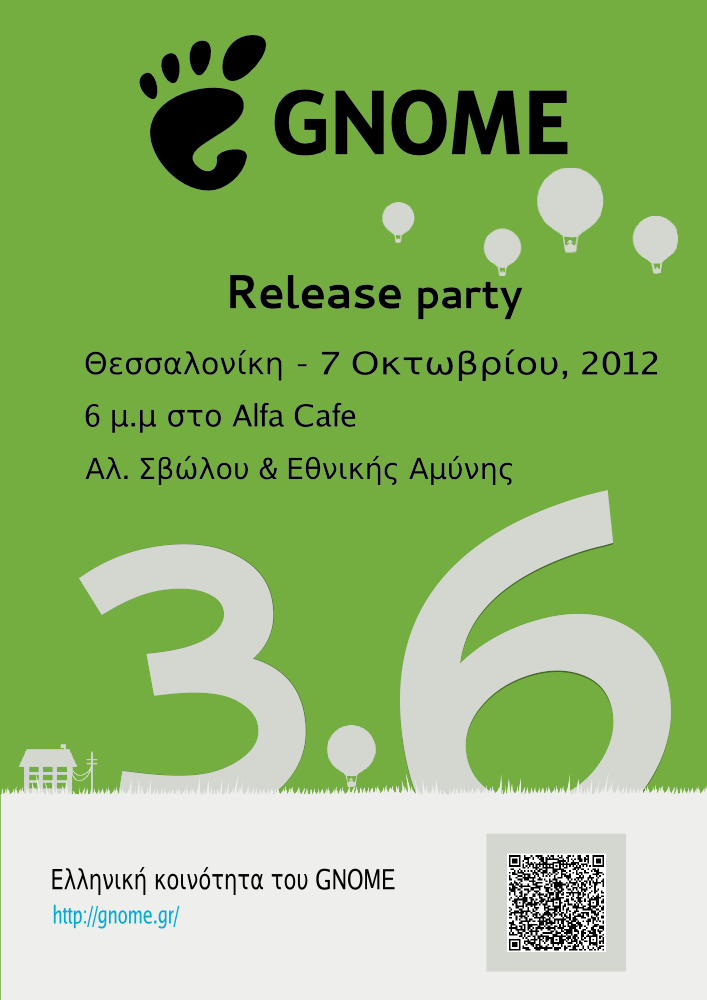 GNOME
Release party
Θεσσαλονίκη - 7 Οκτωβρίου, 2012
6 μ.μ στο Alfa Cafe
Αλ. Σβώλου & Εθνικής Αμύνης
3.6
Ελληνική κοινότητα του GNOME
http://gnome.gr/